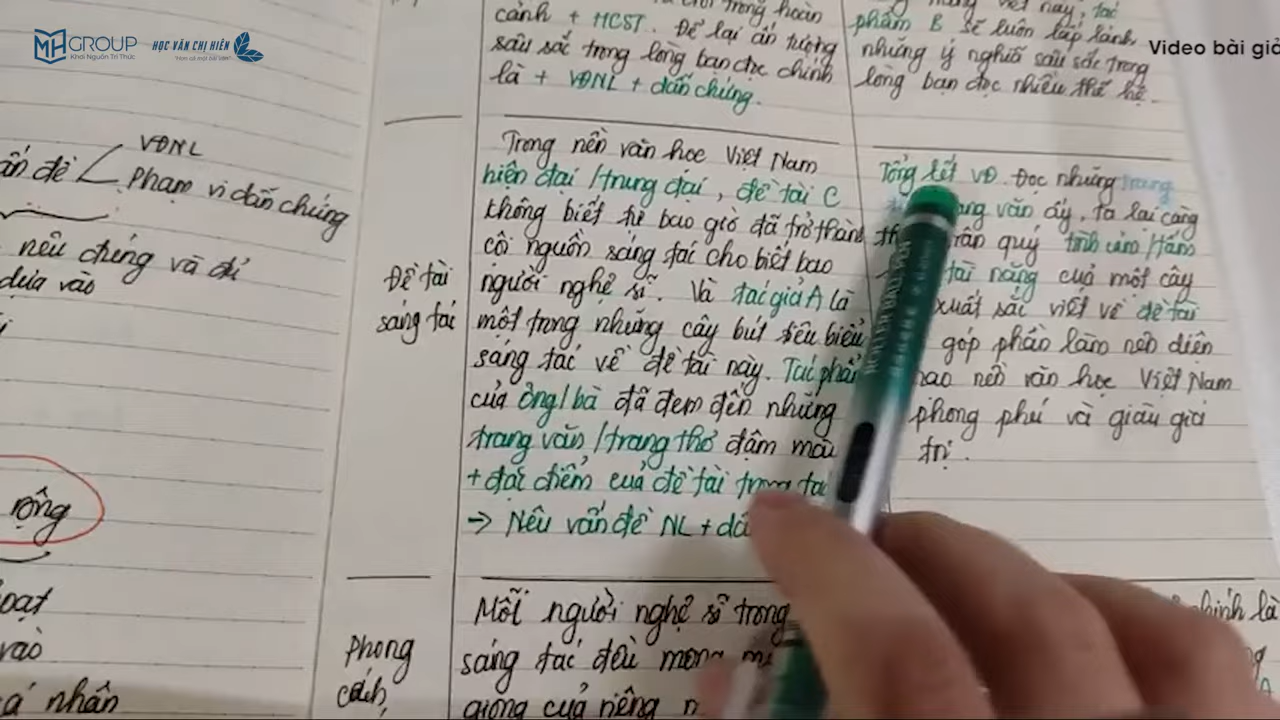 MH GROUP
Khơi Nguồn Tri Thức
HỌC VĂN CHỊ HIÊN
Video bài giả
cảnh + HCST. Để lại ấn tượng
sâu sắc trong lòng bạn đọc chính
là + VĐNL + dẫn chứng.
phẩm B sẽ luôn lấp lánh
những ý nghĩa sâu sắc trong
lòng bạn đọc nhiều thế hệ.
VĐNL
Phạm vi dẫn chứng
nêu chứng và
dựa vào
rộng
oạt
vào
cá nhân
Đề tài
sáng tác
Trong nền văn học Việt Nam
hiện đại / trung đại, đề tài C
không biết từ bao giờ đã trở thành
cội nguồn sáng tác cho biết bao
người nghệ sĩ. Và tác giả A là
một trong những cây bút tiêu biểu
sáng tác về đề tài này. Tác phẩ
của ông / bà đã đem đến những
trang văn / trang thơ đậm
+ đặc điểm của đề tài trong
→ Nêu vấn đề NL +
Tổng kết VĐ. Đọc những trang
văn ấy, ta lại càng
trân quý tình cảm / tấm
tài năng của một cây
xuất sắc viết về đề tài
góp phần làm nên diện
nền văn học Việt Nam
phong phú và giàu giá
trị.
Phong
cách
Mỗi người nghệ sĩ trong
sáng tác đều mong
giọng của riêng
chính là